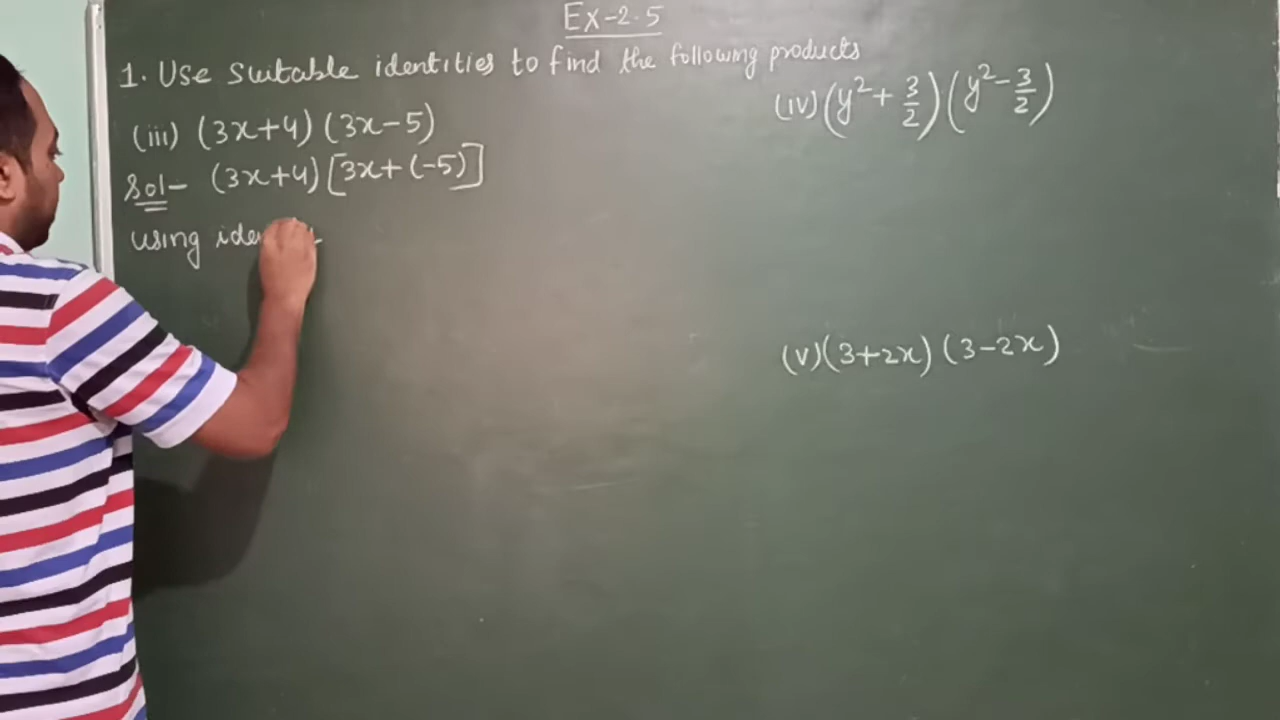 Ex-2.5
1. Use suitable identities to find the following products
(iii) (3x+4) (3x-5)
Sol- (3x+4) [3x+(-5)]
using
(iv) (y²+ 3/2) (y²- 3/2)
(v) (3+2x) (3-2x)